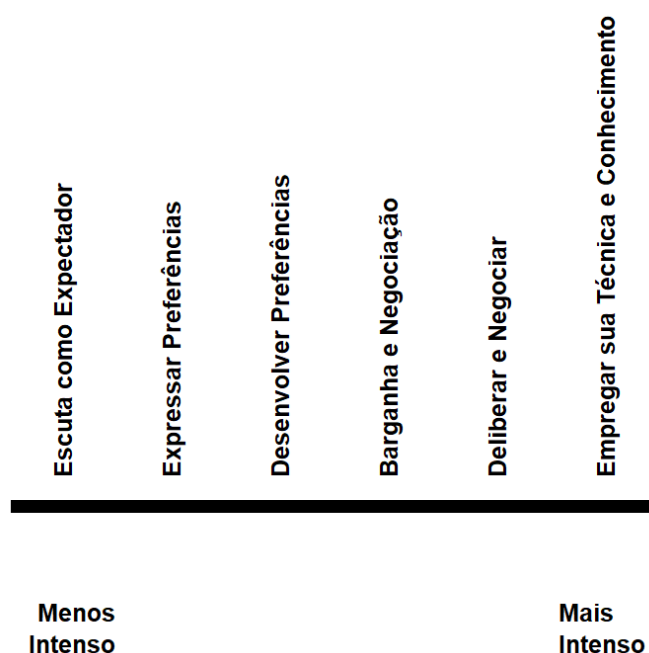 Escuta como Expectador
Expressar Preferências
Desenvolver Preferências
Barganha e Negociação
Deliberar e Negociar
Empregar sua Técnica e Conhecimento
Menos
Intenso
Mais
Intenso